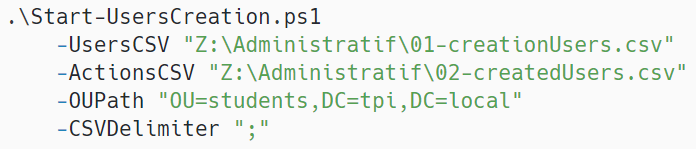 .\Start-UsersCreation.ps1
    -UsersCSV "Z:\Administratif\01-creationUsers.csv"
    -ActionsCSV "Z:\Administratif\02-createdUsers.csv"
    -OUPath "OU=students,DC=tpi,DC=local"
    -CSVDelimiter ";"